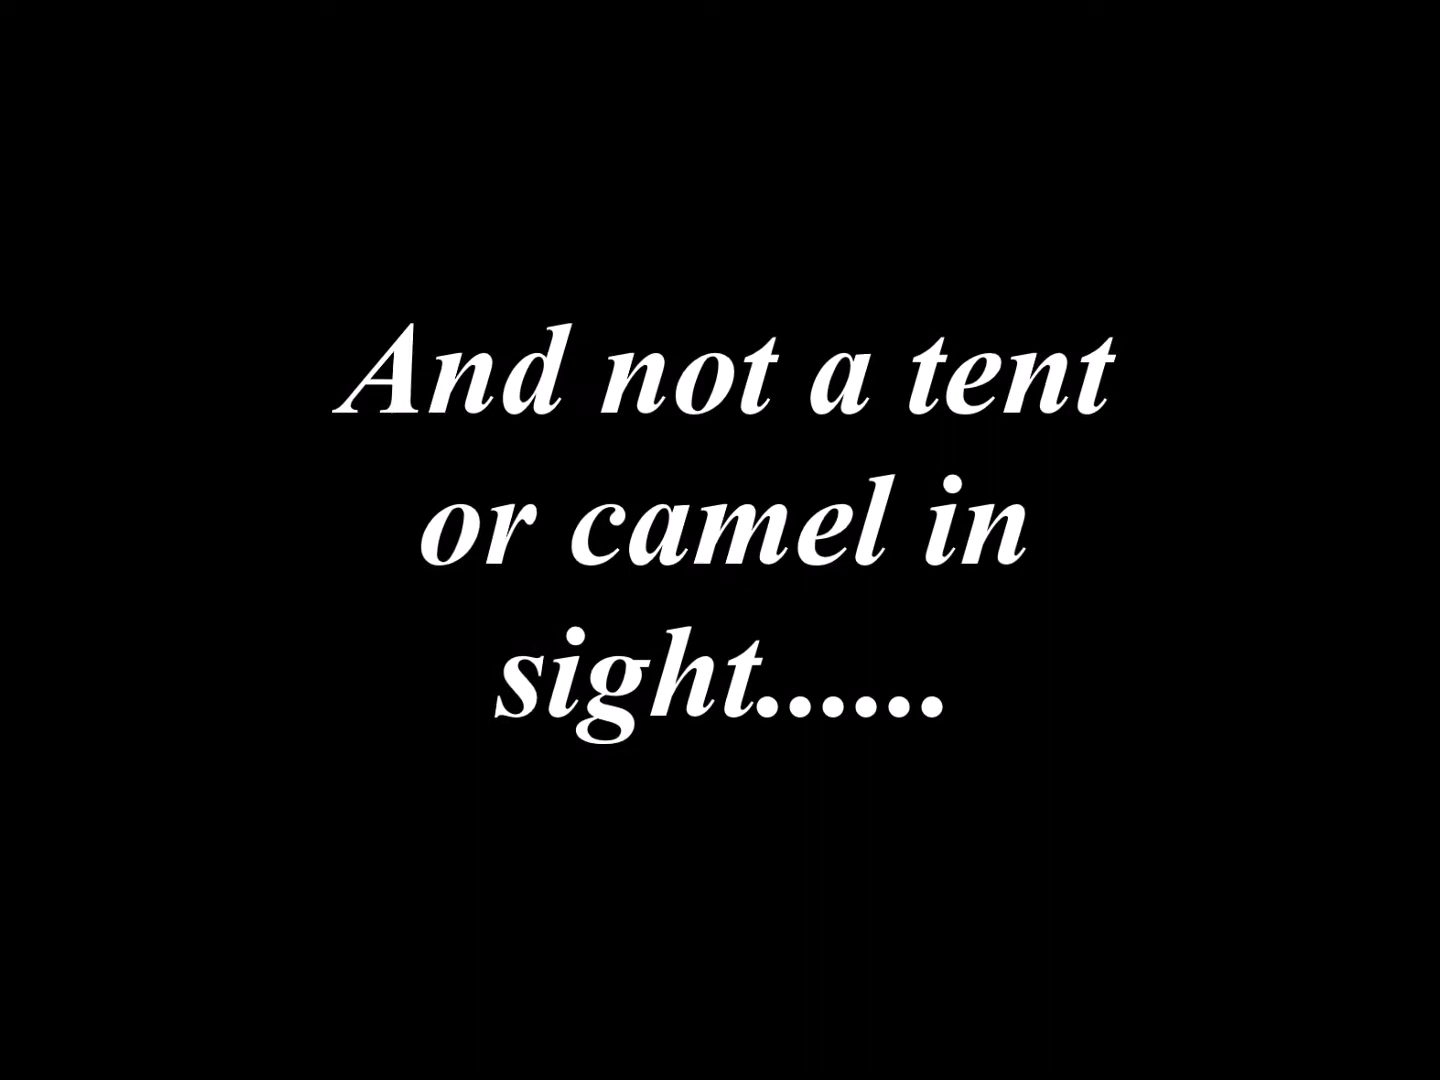 And not a tent
or camel in
sight......